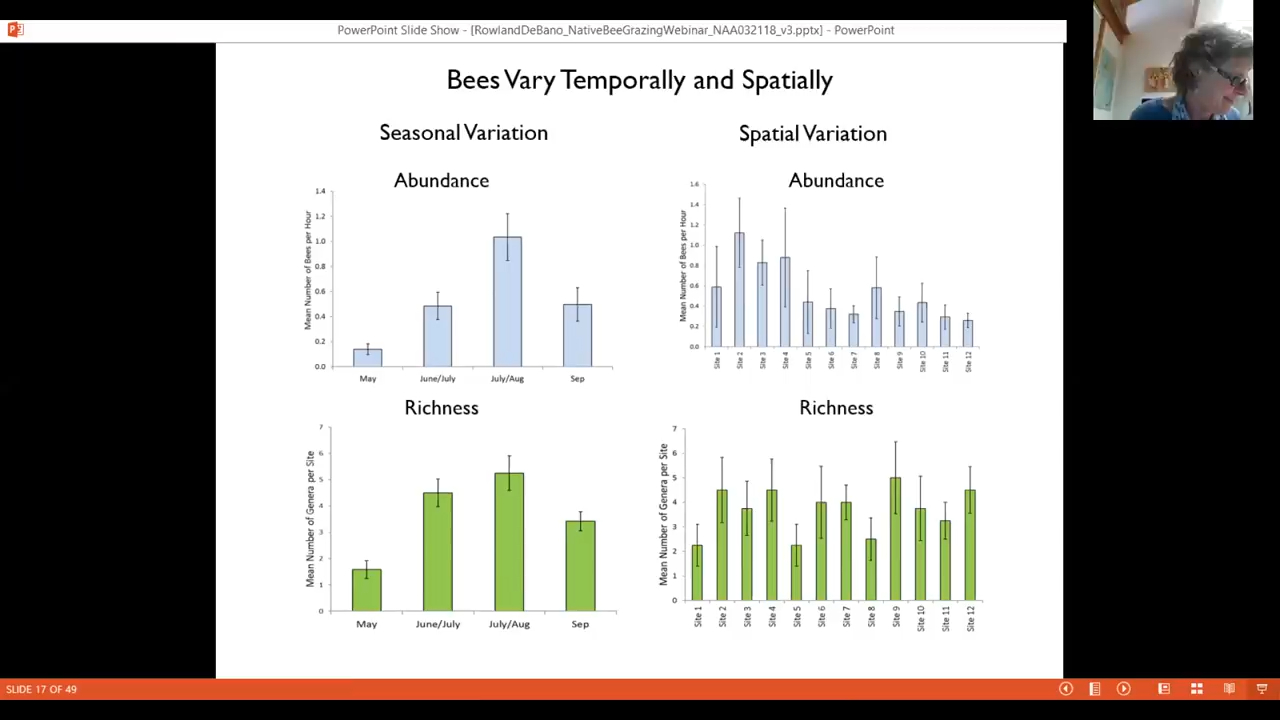 PowerPoint Slide Show - [RowlandDeBano_NativeBeeGrazingWebinar_NAA032118_v3.pptx] - PowerPoint
Bees Vary Temporally and Spatially
Seasonal Variation
Abundance
Mean Number of Bees per Hour
1.4
1.2
1.0
0.8
0.6
0.4
0.2
0.0
May June/July July/Aug Sep
Richness
Mean Number of Genera per Site
7
6
5
4
3
2
1
0
May June/July July/Aug Sep
Spatial Variation
Abundance
Mean Number of Bees per Hour
1.6
1.4
1.2
1.0
0.8
0.6
0.4
0.2
0.0
Site 1 Site 2 Site 3 Site 4 Site 5 Site 6 Site 7 Site 8 Site 9 Site 10 Site 11 Site 12
Richness
Mean Number of Genera per Site
7
6
5
4
3
2
1
0
Site 1 Site 2 Site 3 Site 4 Site 5 Site 6 Site 7 Site 8 Site 9 Site 10 Site 11 Site 12
SLIDE 17 OF 49